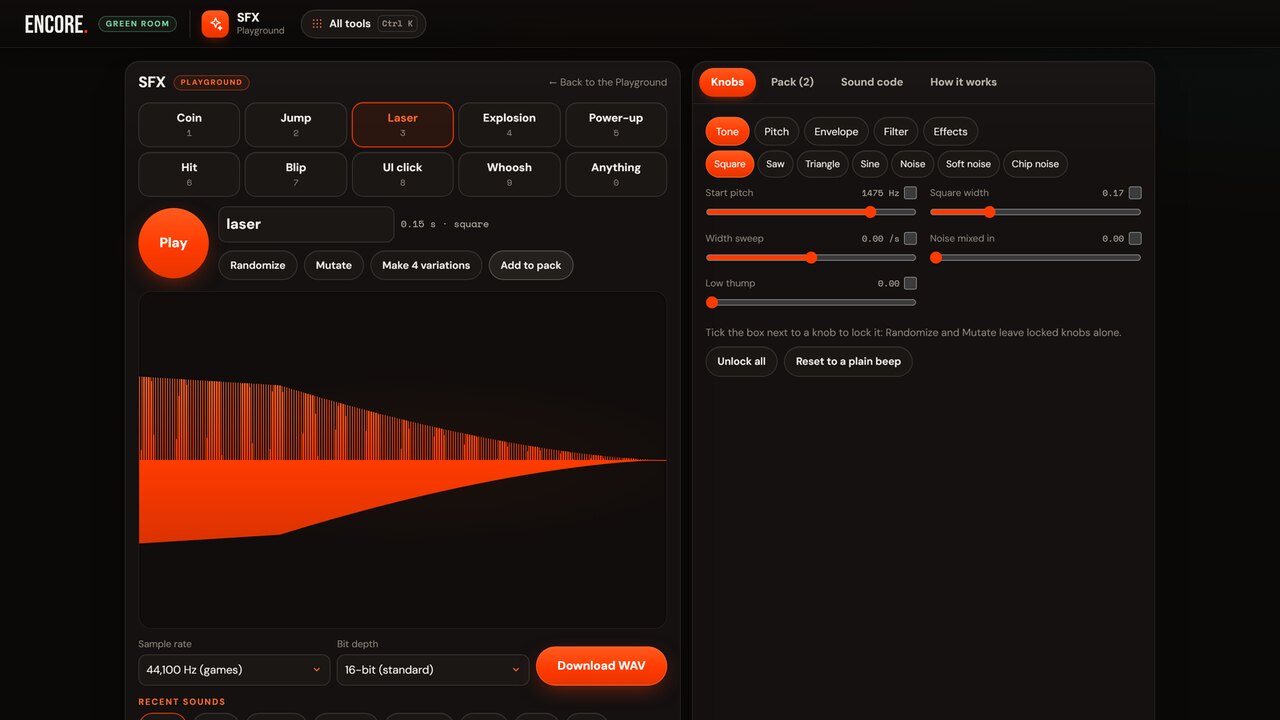 ENCORE.
GREEN ROOM
SFX
Playground
All tools
Ctrl K
SFX
PLAYGROUND
← Back to the Playground
Coin
1
Jump
2
Laser
3
Explosion
4
Power-up
5
Hit
6
Blip
7
UI click
8
Whoosh
9
Anything
0
Play
laser
0.15 s · square
Randomize
Mutate
Make 4 variations
Add to pack
Sample rate
Bit depth
44,100 Hz (games)
16-bit (standard)
Download WAV
RECENT SOUNDS
Knobs
Pack (2)
Sound code
How it works
Tone
Pitch
Envelope
Filter
Effects
Square
Saw
Triangle
Sine
Noise
Soft noise
Chip noise
Start pitch
1475 Hz
Square width
0.17
Width sweep
0.00 /s
Noise mixed in
0.00
Low thump
0.00
Tick the box next to a knob to lock it: Randomize and Mutate leave locked knobs alone.
Unlock all
Reset to a plain beep